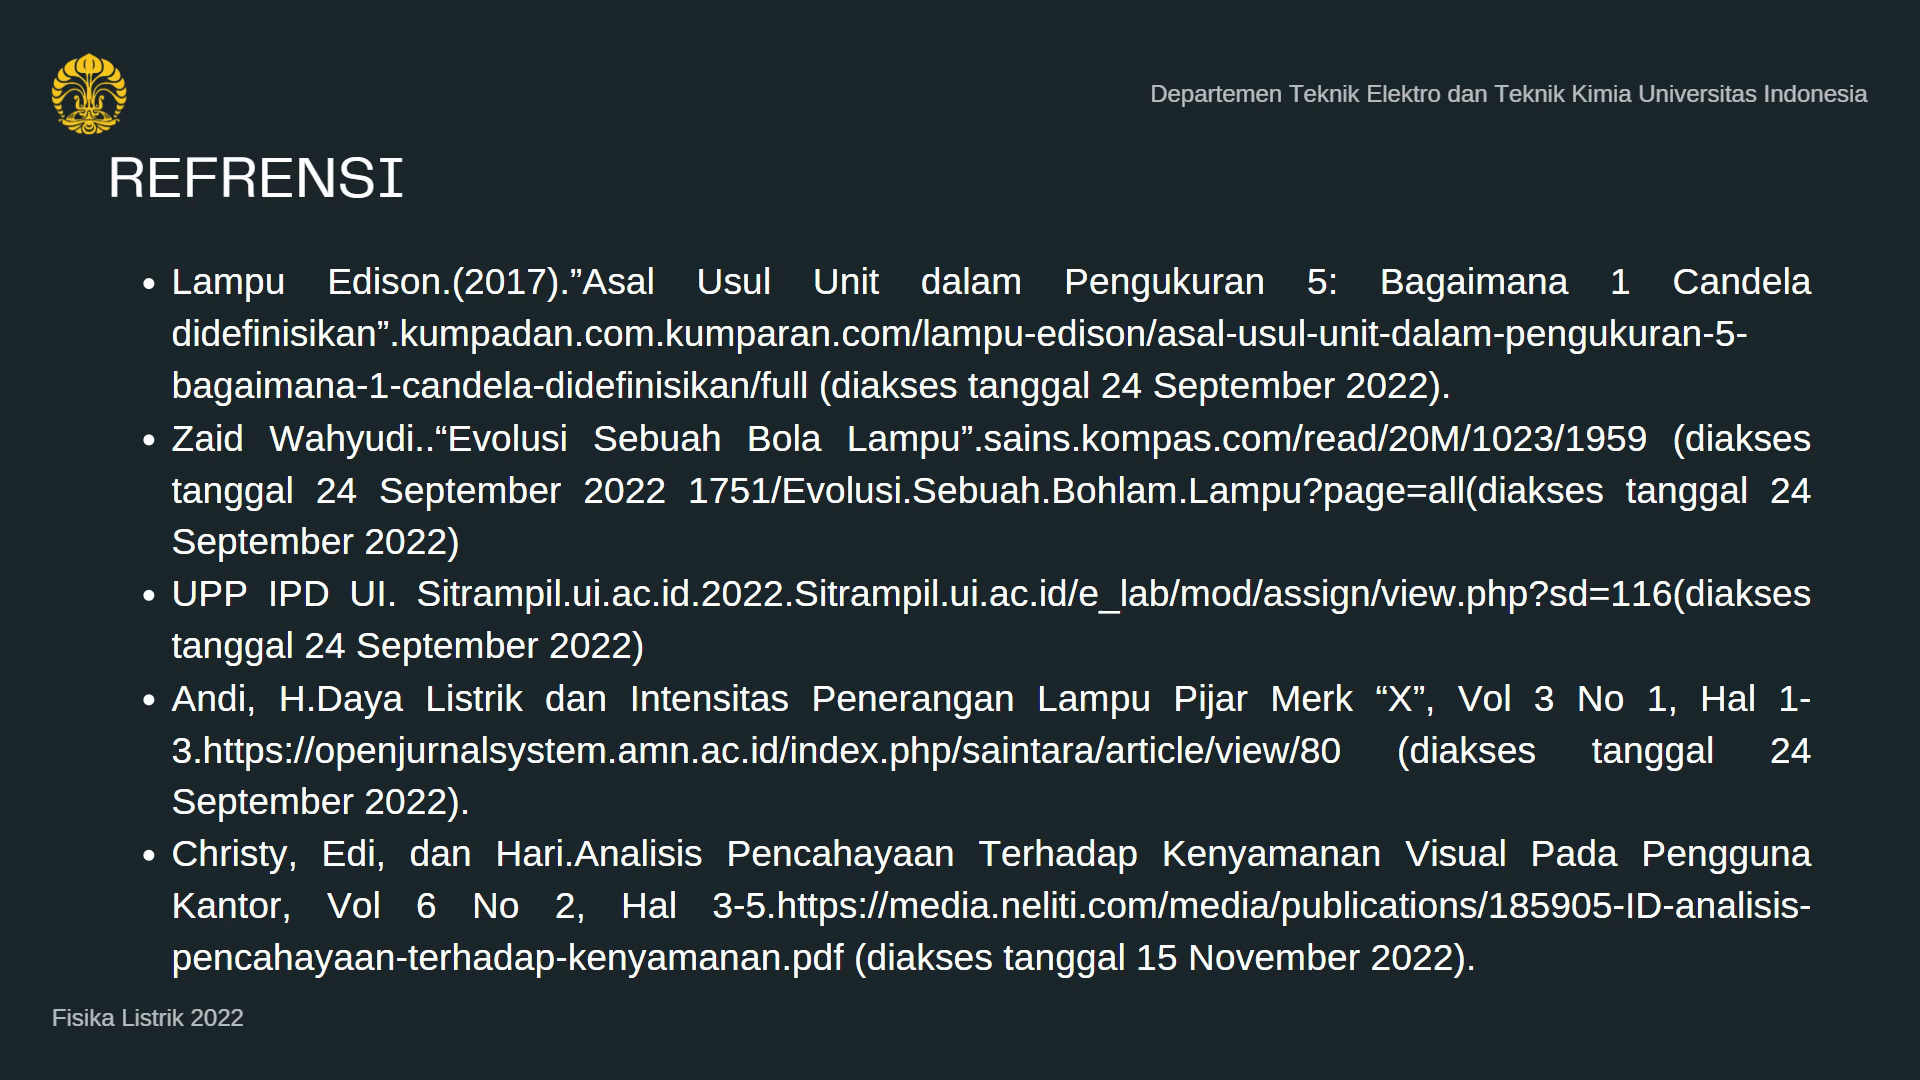 Departemen Teknik Elektro dan Teknik Kimia Universitas Indonesia
REFRENSI
• Lampu Edison.(2017).”Asal Usul Unit dalam Pengukuran 5: Bagaimana 1 Candela
didefinisikan”.kumpadan.com.kumparan.com/lampu-edison/asal-usul-unit-dalam-pengukuran-5-
bagaimana-1-candela-didefinisikan/full (diakses tanggal 24 September 2022).
• Zaid Wahyudi..“Evolusi Sebuah Bola Lampu”.sains.kompas.com/read/20M/1023/1959 (diakses
tanggal 24 September 2022 1751/Evolusi.Sebuah.Bohlam.Lampu?page=all(diakses tanggal 24
September 2022)
• UPP IPD UI. Sitrampil.ui.ac.id.2022.Sitrampil.ui.ac.id/e_lab/mod/assign/view.php?sd=116(diakses
tanggal 24 September 2022)
• Andi, H.Daya Listrik dan Intensitas Penerangan Lampu Pijar Merk “X”, Vol 3 No 1, Hal 1-
3.https://openjurnalsystem.amn.ac.id/index.php/saintara/article/view/80 (diakses tanggal 24
September 2022).
• Christy, Edi, dan Hari.Analisis Pencahayaan Terhadap Kenyamanan Visual Pada Pengguna
Kantor, Vol 6 No 2, Hal 3-5.https://media.neliti.com/media/publications/185905-ID-analisis-
pencahayaan-terhadap-kenyamanan.pdf (diakses tanggal 15 November 2022).
Fisika Listrik 2022